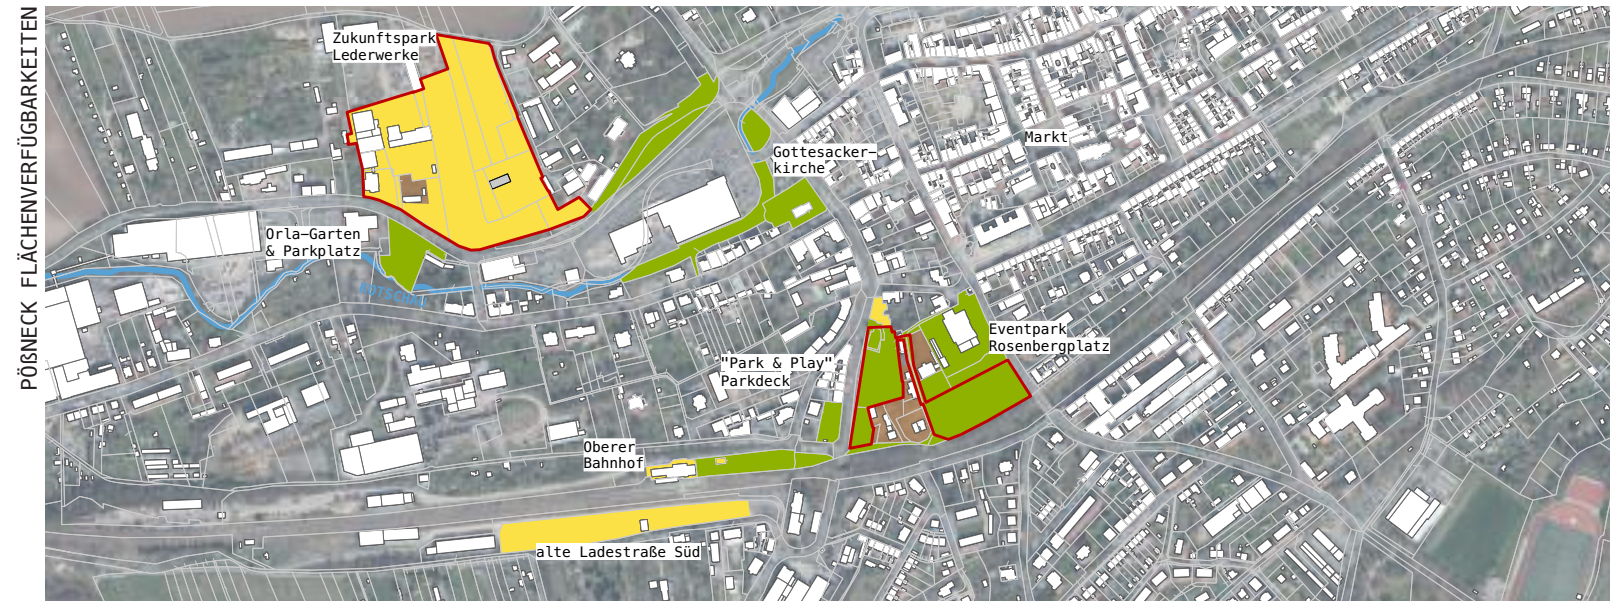 PÖẞNECK FLÄCHENVERFÜGBARKEITEN
Zukunftspark
Lederwerke
Markt
Gottesacker-
kirche
Orla-Garten
& Parkplatz
KOTSCHAU
Eventpark
Rosenbergplatz
"Park & Play"
Parkdeck
Oberer
Bahnhof
alte Ladestraße Süd